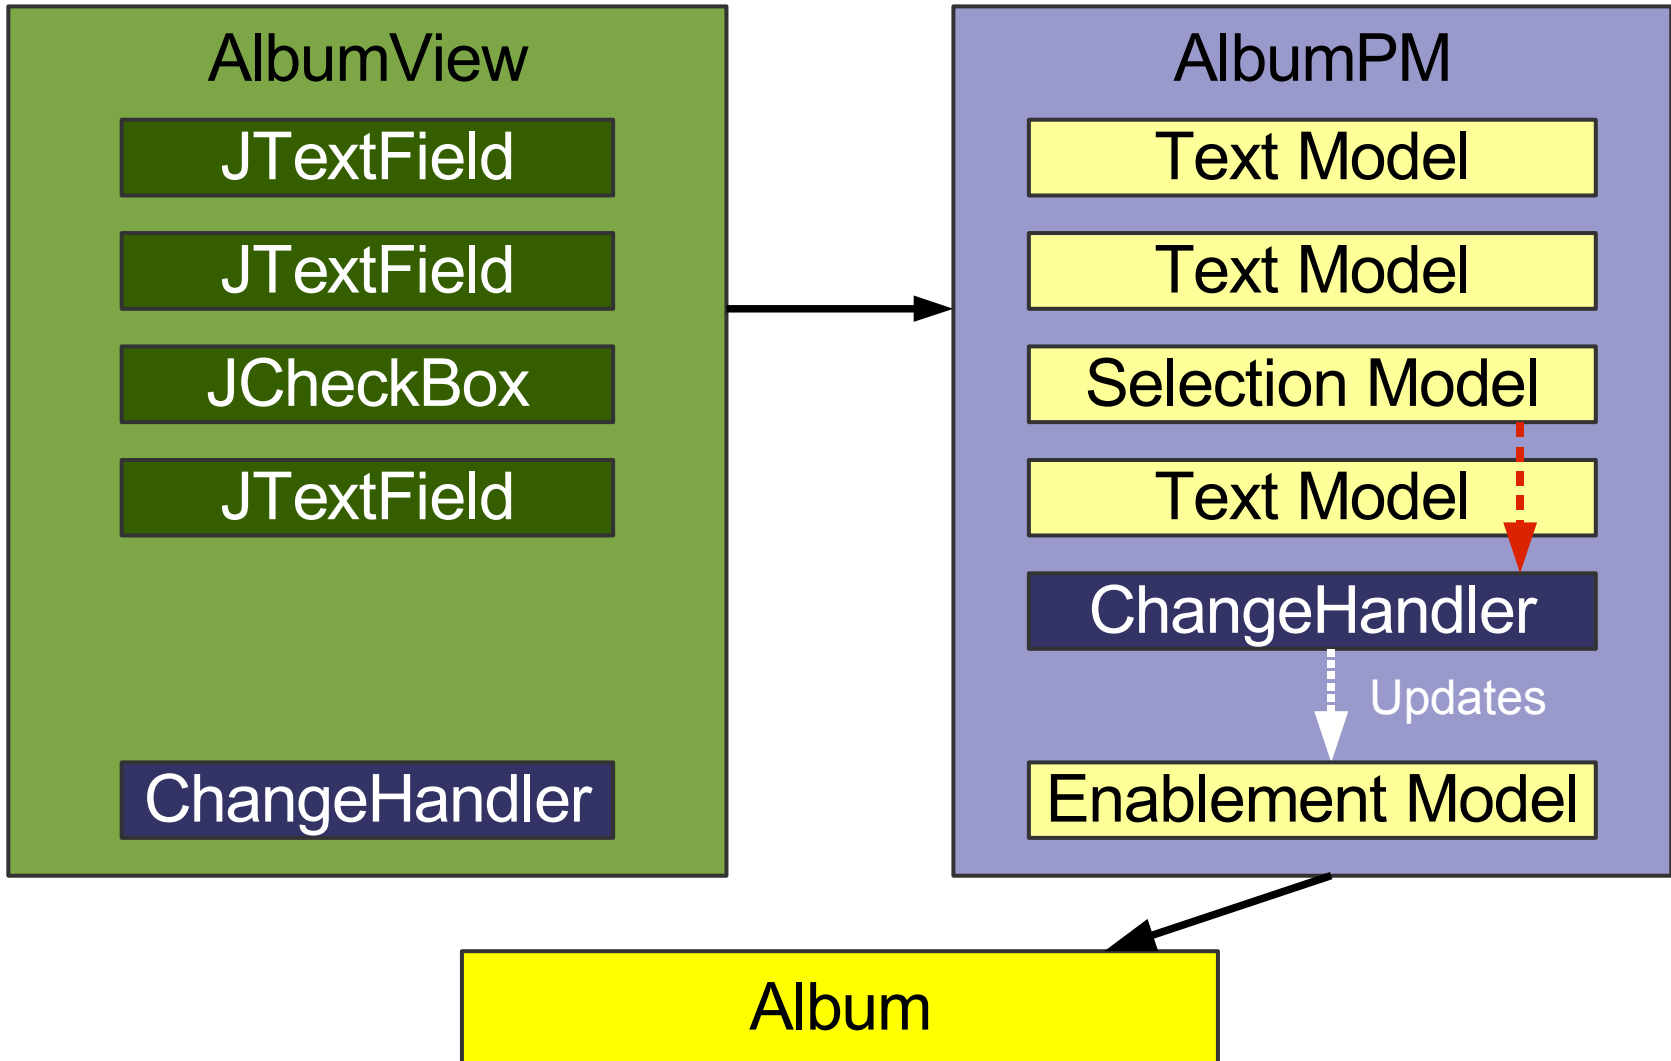 AlbumView
JTextField
JTextField
JCheckBox
JTextField
ChangeHandler
AlbumPM
Text Model
Text Model
Selection Model
Text Model
ChangeHandler
Updates
Enablement Model
Album